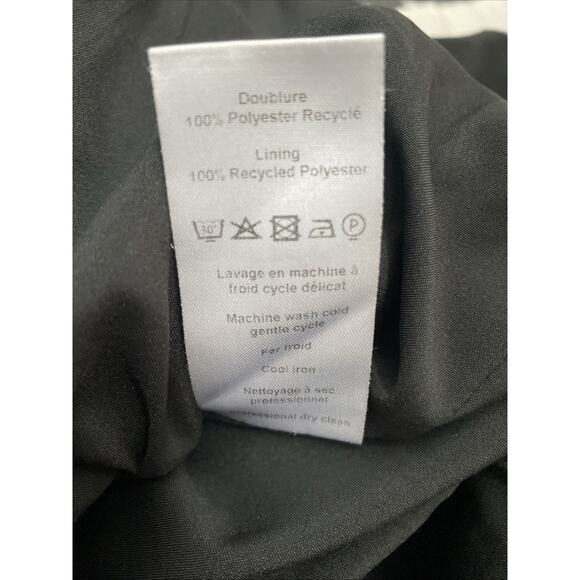 Doublure
100% Polyester Recyclé
Lining
100% Recycled Polyester
30°
P
Lavage en machine à
froid cycle délicat
Machine wash cold
gentle cycle
Fer froid
Cool iron
Nettoyage à sec
professionnel
Professional dry clean